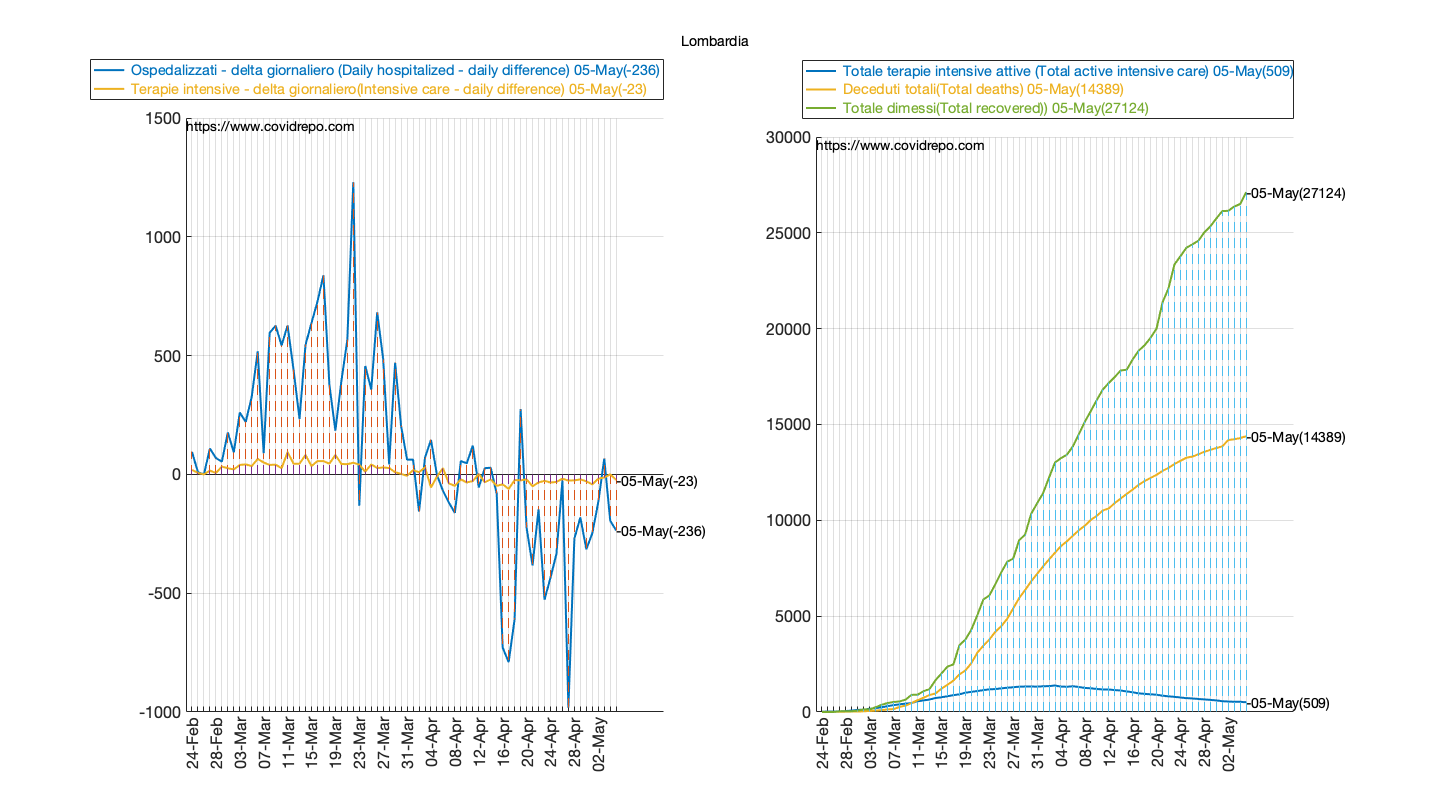 Lombardia
Ospedalizzati - delta giornaliero (Daily hospitalized - daily difference) 05-May(-236)
Terapie intensive - delta giornaliero(Intensive care - daily difference) 05-May(-23)
1500
https://www.covidrepo.com
1000
500
0
-500
-1000
05-May(-23)
05-May(-236)
24-Feb
28-Feb
03-Mar
07-Mar
11-Mar
15-Mar
19-Mar
23-Mar
27-Mar
31-Mar
04-Apr
08-Apr
12-Apr
16-Apr
20-Apr
24-Apr
28-Apr
02-May
Totale terapie intensive attive (Total active intensive care) 05-May(509)
Deceduti totali(Total deaths) 05-May(14389)
Totale dimessi(Total recovered)) 05-May(27124)
30000
https://www.covidrepo.com
25000
20000
15000
10000
5000
0
05-May(27124)
05-May(14389)
05-May(509)
24-Feb
28-Feb
03-Mar
07-Mar
11-Mar
15-Mar
19-Mar
23-Mar
27-Mar
31-Mar
04-Apr
08-Apr
12-Apr
16-Apr
20-Apr
24-Apr
28-Apr
02-May